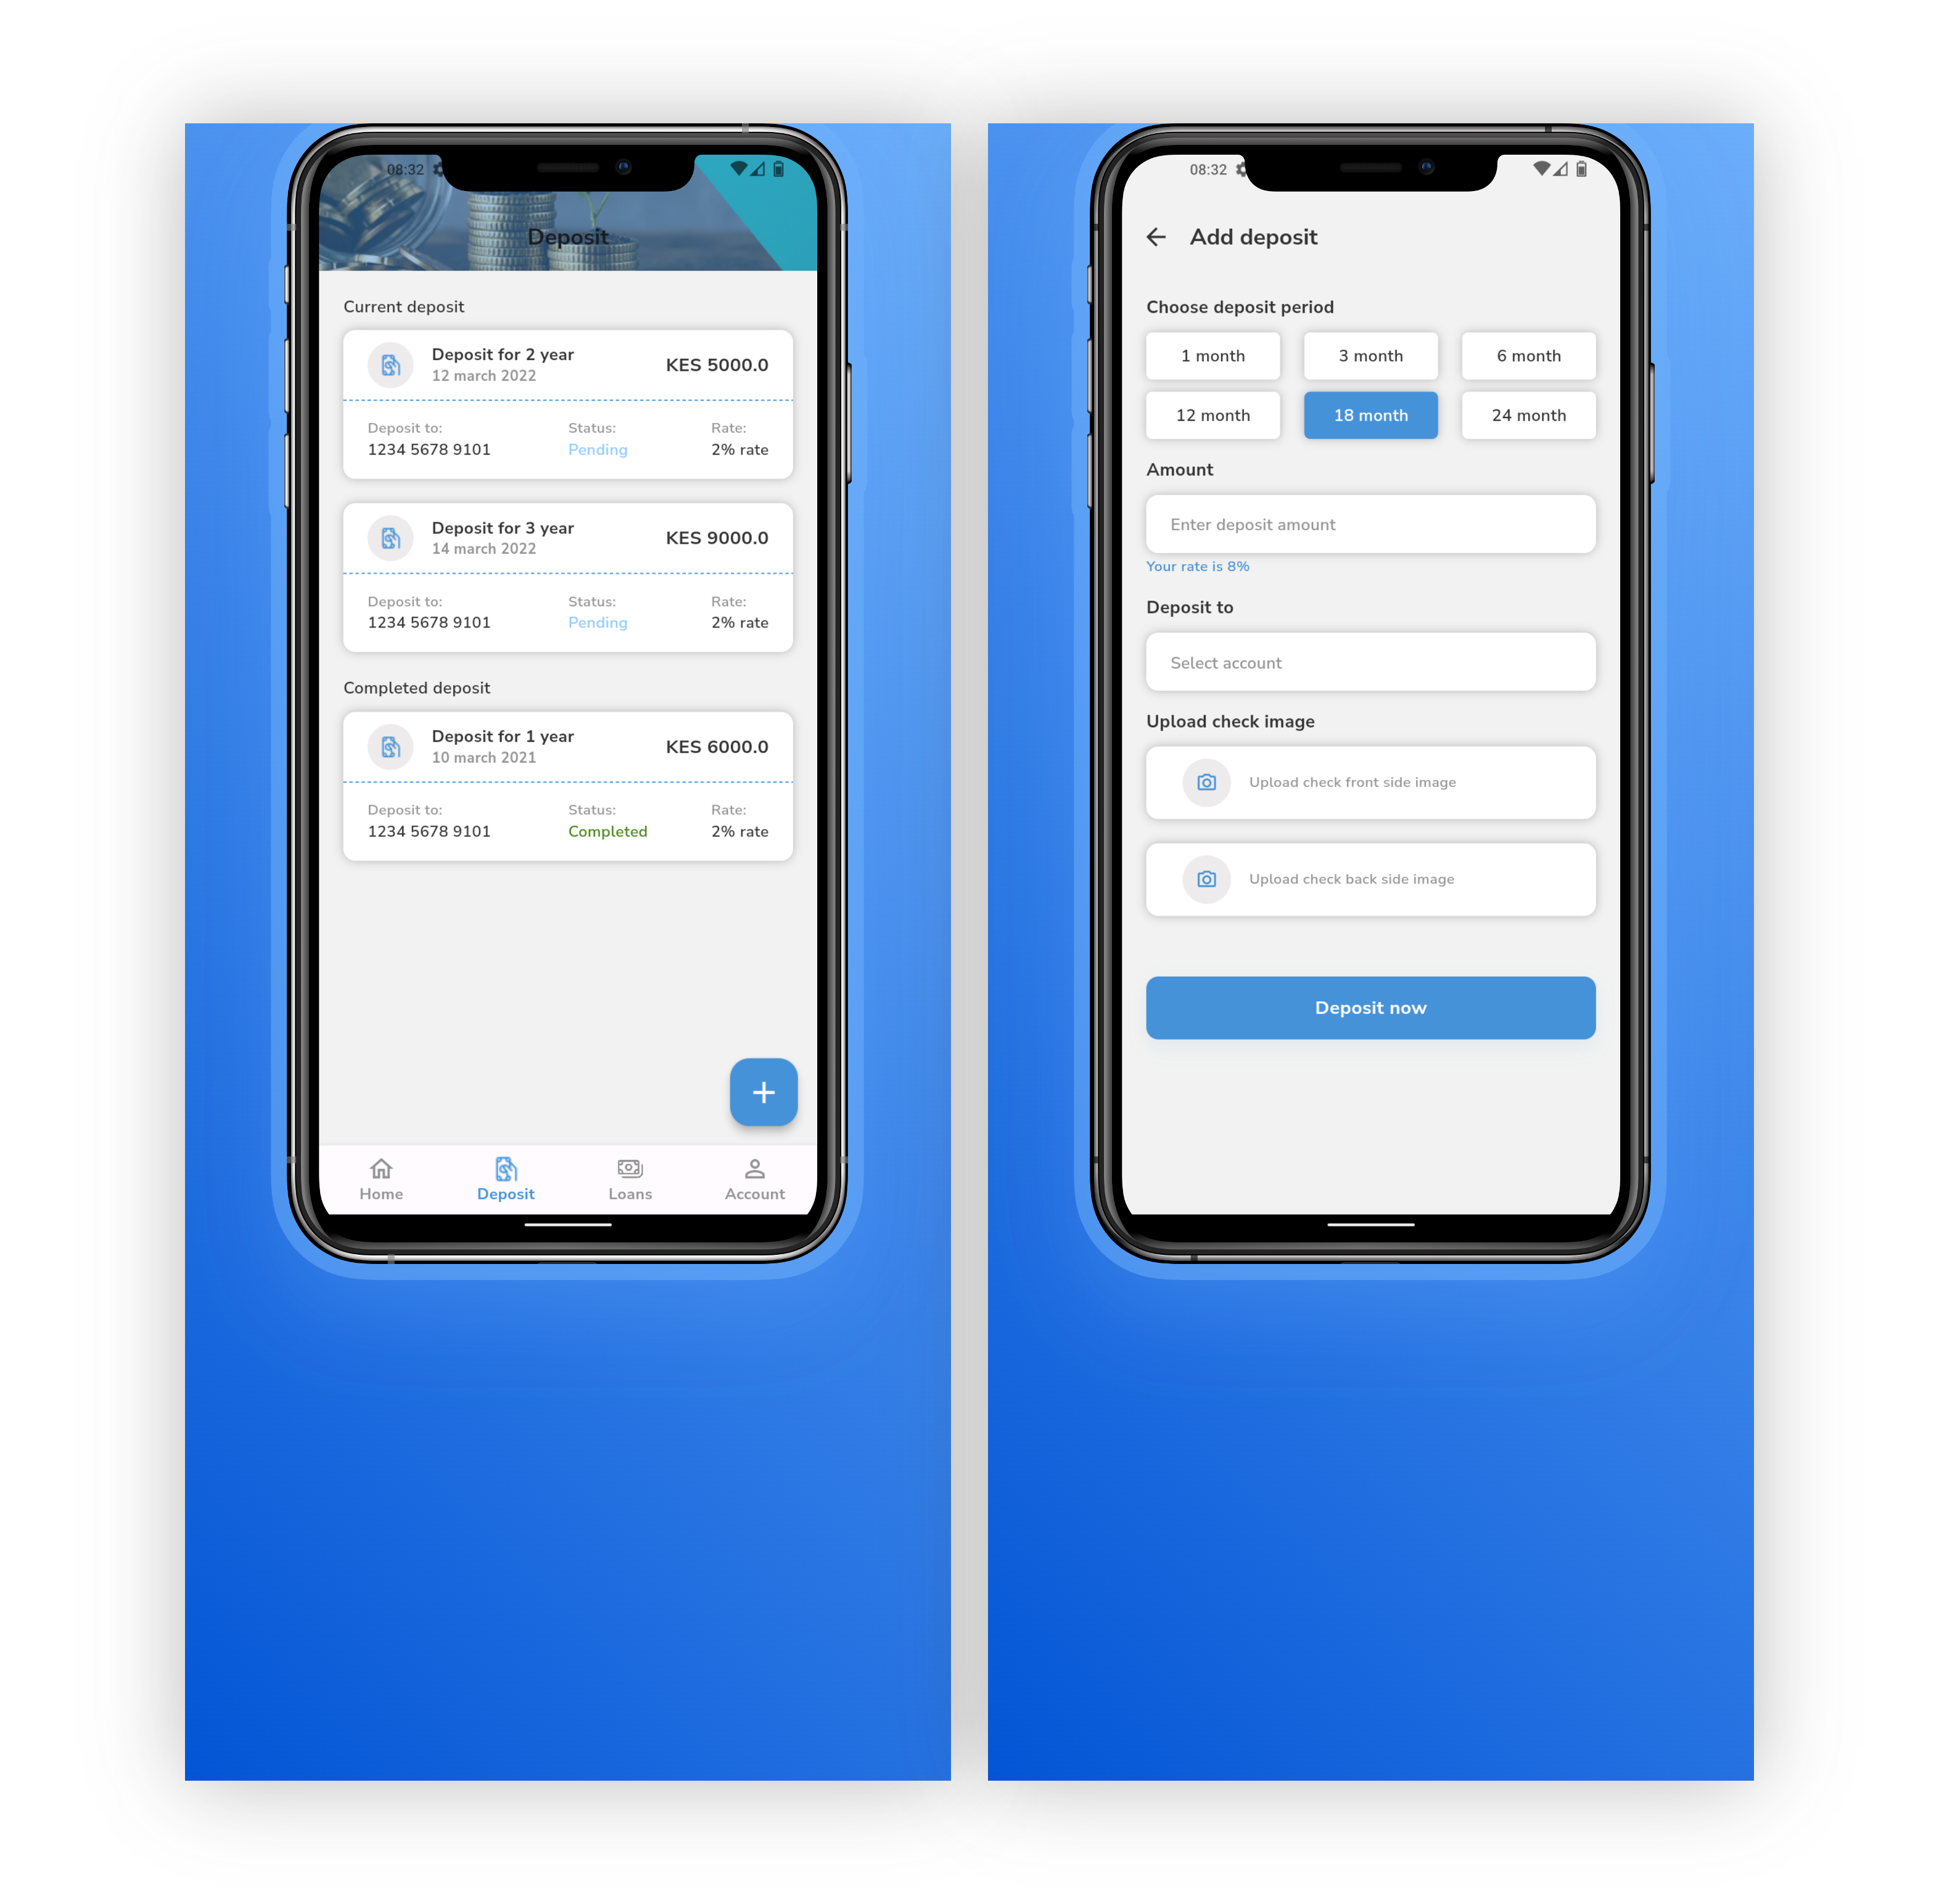 08:32
Deposit
Current deposit
Deposit for 2 year
12 march 2022
KES 5000.0
Deposit to:
Status:
Rate:
1234 5678 9101
Pending
2% rate
Deposit for 3 year
14 march 2022
KES 9000.0
Deposit to:
Status:
Rate:
1234 5678 9101
Pending
2% rate
Completed deposit
Deposit for 1 year
10 march 2021
KES 6000.0
Deposit to:
Status:
Rate:
1234 5678 9101
Completed
2% rate
Home
Deposit
Loans
Account
08:32
Add deposit
Choose deposit period
1 month
3 month
6 month
12 month
18 month
24 month
Amount
Enter deposit amount
Your rate is 8%
Deposit to
Select account
Upload check image
Upload check front side image
Upload check back side image
Deposit now